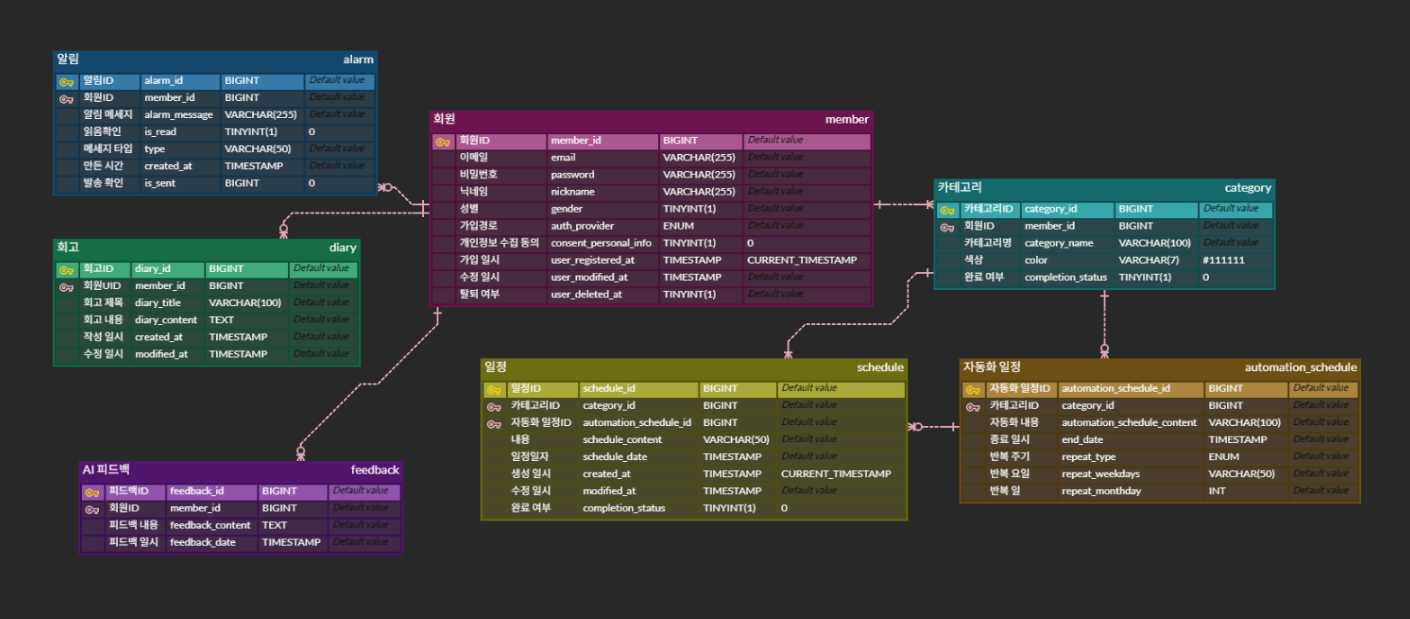 알림 alarm
알림ID alarm_id BIGINT Default value
회원ID member_id BIGINT Default value
알림 메세지 alarm_message VARCHAR(255) Default value
읽음확인 is_read TINYINT(1) 0
메세지 타입 type VARCHAR(50) Default value
만든 시간 created_at TIMESTAMP Default value
발송 확인 is_sent BIGINT 0
회고 diary
회고ID diary_id BIGINT Default value
회원UID member_id BIGINT Default value
회고 제목 diary_title VARCHAR(100) Default value
회고 내용 diary_content TEXT Default value
작성 일시 created_at TIMESTAMP Default value
수정 일시 modified_at TIMESTAMP Default value
AI 피드백 feedback
피드백ID feedback_id BIGINT Default value
회원ID member_id BIGINT Default value
피드백 내용 feedback_content TEXT Default value
피드백 일시 feedback_date TIMESTAMP Default value
회원 member
회원ID member_id BIGINT Default value
이메일 email VARCHAR(255) Default value
비밀번호 password VARCHAR(255) Default value
닉네임 nickname VARCHAR(255) Default value
성별 gender TINYINT(1) Default value
가입경로 auth_provider ENUM Default value
개인정보 수집 동의 consent_personal_info TINYINT(1) 0
가입 일시 user_registered_at TIMESTAMP CURRENT_TIMESTAMP
수정 일시 user_modified_at TIMESTAMP Default value
탈퇴 여부 user_deleted_at TINYINT(1) Default value
일정 schedule
일정ID schedule_id BIGINT Default value
카테고리ID category_id BIGINT Default value
자동화 일정ID automation_schedule_id BIGINT Default value
내용 schedule_content VARCHAR(50) Default value
일정일자 schedule_date TIMESTAMP Default value
생성 일시 created_at TIMESTAMP CURRENT_TIMESTAMP
수정 일시 modified_at TIMESTAMP Default value
완료 여부 completion_status TINYINT(1) 0
카테고리 category
카테고리ID category_id BIGINT Default value
회원ID member_id BIGINT Default value
카테고리명 category_name VARCHAR(100) Default value
색상 color VARCHAR(7) #111111
완료 여부 completion_status TINYINT(1) 0
자동화 일정 automation_schedule
자동화 일정ID automation_schedule_id BIGINT Default value
카테고리ID category_id BIGINT Default value
자동화 내용 automation_schedule_content VARCHAR(100) Default value
종료 일시 end_date TIMESTAMP Default value
반복 주기 repeat_type ENUM Default value
반복 요일 repeat_weekdays VARCHAR(50) Default value
반복 일 repeat_monthday INT Default value